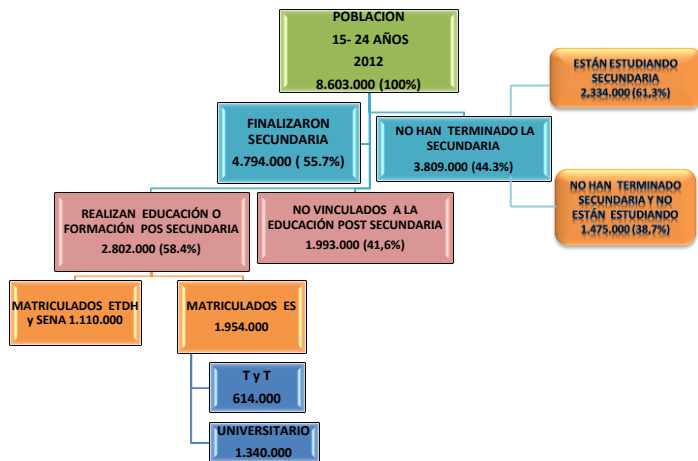 POBLACION
15- 24 AÑOS
2012
8.603.000 (100%)
ESTÁN ESTUDIANDO
SECUNDARIA
2,334.000 (61,3%)
FINALIZARON
SECUNDARIA
4.794.000 ( 55.7%)
NO HAN TERMINADO LA
SECUNDARIA
3.809.000 (44.3%)
NO HAN TERMINADO
SECUNDARIA Y NO
ESTÁN ESTUDIANDO
1.475.000 (38,7%)
REALIZAN EDUCACIÓN O
FORMACIÓN POS SECUNDARIA
2.802.000 (58.4%)
NO VINCULADOS A LA
EDUCACIÓN POST SECUNDARIA
1.993.000 (41,6%)
MATRICULADOS ETDH
y SENA 1.110.000
MATRICULADOS ES
1.954.000
T y T
614.000
UNIVERSITARIO
1.340.000